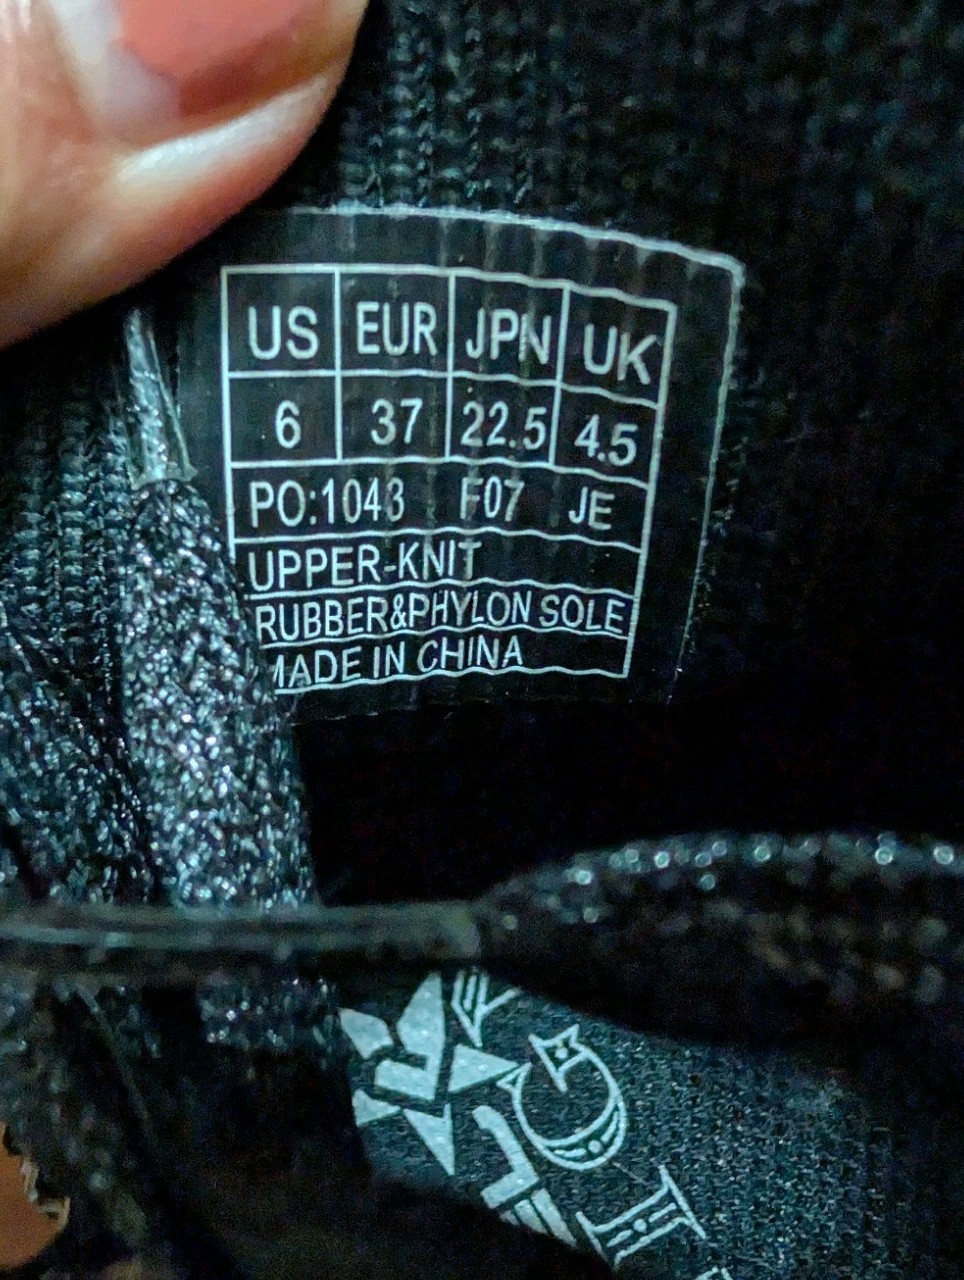 US EUR JPN UK
6 37 22.5 4.5
PO:1043 F07 JE
UPPER-KNIT
RUBBER&PHYLON SOLE
MADE IN CHINA